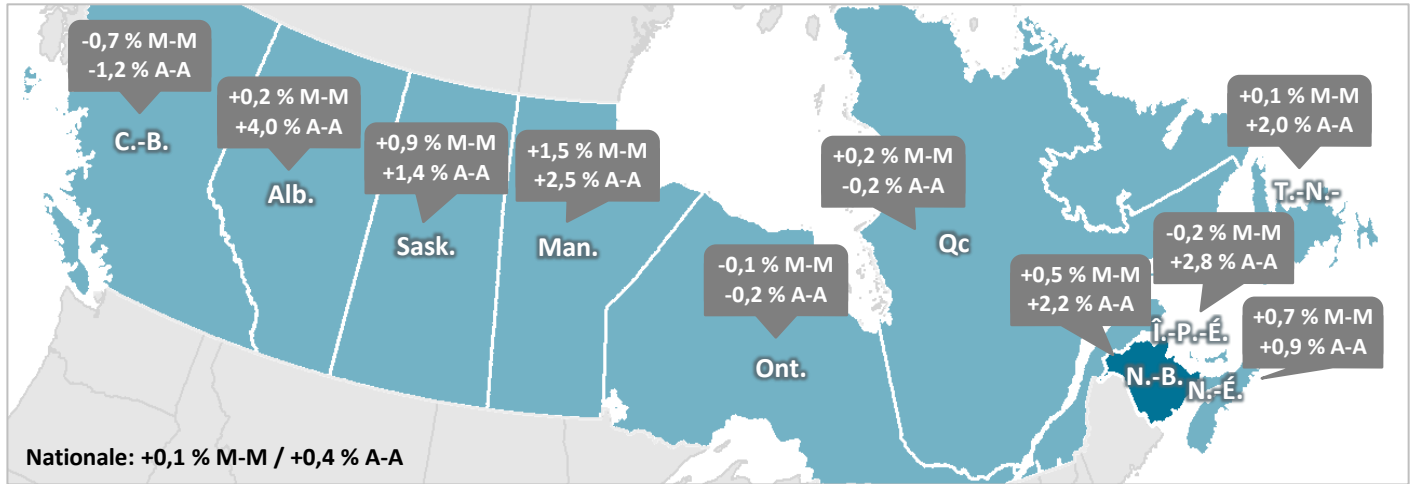 -0,7 % M-M
-1,2 % A-A
C.-B.
+0,2 % M-M
+4,0 % A-A
Alb.
+0,9 % M-M
+1,4 % A-A
Sask.
+1,5 % M-M
+2,5 % A-A
Man.
-0,1 % M-M
-0,2 % A-A
Ont.
+0,2 % M-M
-0,2 % A-A
Qc
+0,1 % M-M
+2,0 % A-A
T.-N.-
-0,2 % M-M
+2,8 % A-A
Î.-P.-É.
+0,5 % M-M
+2,2 % A-A
N.-B.
+0,7 % M-M
+0,9 % A-A
N.-É.
Nationale: +0,1 % M-M / +0,4 % A-A